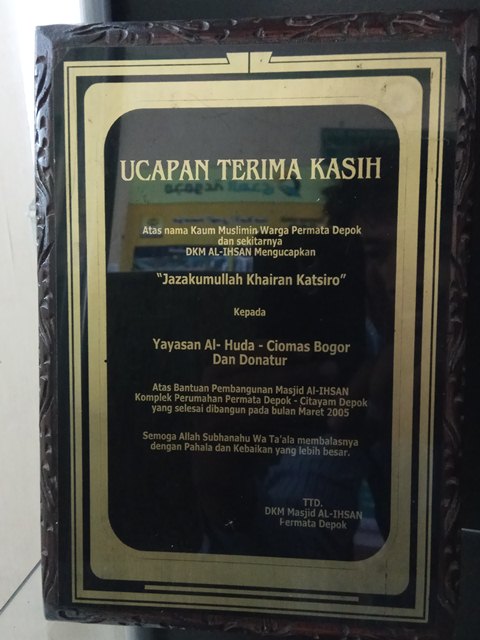 UCAPAN TERIMA KASIH
Atas nama Kaum Muslimin Warga Permata Depok
dan sekitarnya
DKM AL-IHSAN Mengucapkan
"Jazakumullah Khairan Katsiro"
Kepada
Yayasan Al- Huda - Ciomas Bogor
Dan Donatur
Atas Bantuan Pembangunan Masjid Al-IHSAN
Komplek Perumahan Permata Depok - Citayam Depok
yang selesai dibangun pada bulan Maret 2005
Semoga Allah Subhanahu Wa Ta'ala membalasnya
dengan Pahala dan Kebaikan yang lebih besar.
TTD.
DKM Masjid AL-IHSAN
Permata Depok